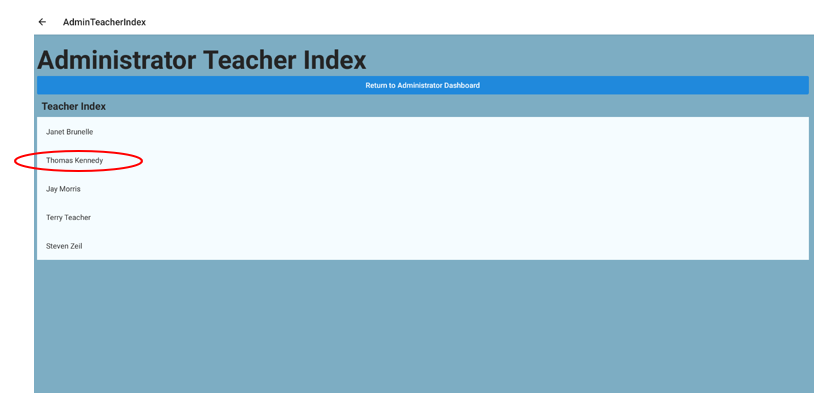 AdminTeacherIndex
Administrator Teacher Index
Return to Administrator Dashboard
Teacher Index
Janet Brunelle
Thomas Kennedy
Jay Morris
Terry Teacher
Steven Zeil